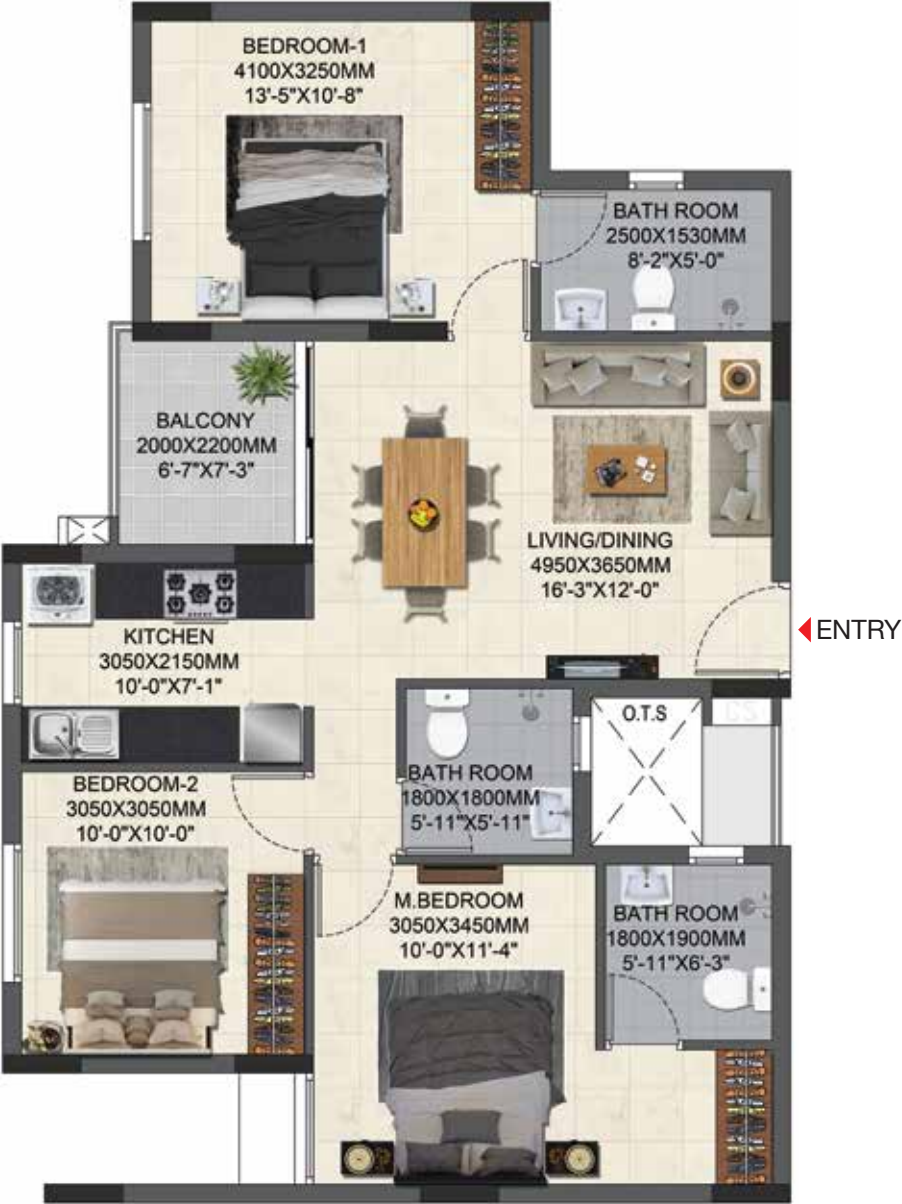 BEDROOM-1
4100X3250MM
13'-5"X10'-8"
BATH ROOM
2500X1530MM
8'-2"X5'-0"
BALCONY
2000X2200MM
6'-7"X7'-3"
LIVING/DINING
4950X3650MM
16'-3"X12'-0"
ENTRY
KITCHEN
3050X2150MM
10'-0"X7'-1"
O.T.S
BATH ROOM
1800X1800MM
5'-11"X5'-11"
BEDROOM-2
3050X3050MM
10'-0"X10'-0"
M.BEDROOM
3050X3450MM
10'-0"X11'-4"
BATH ROOM
1800X1900MM
5'-11"X6'-3"